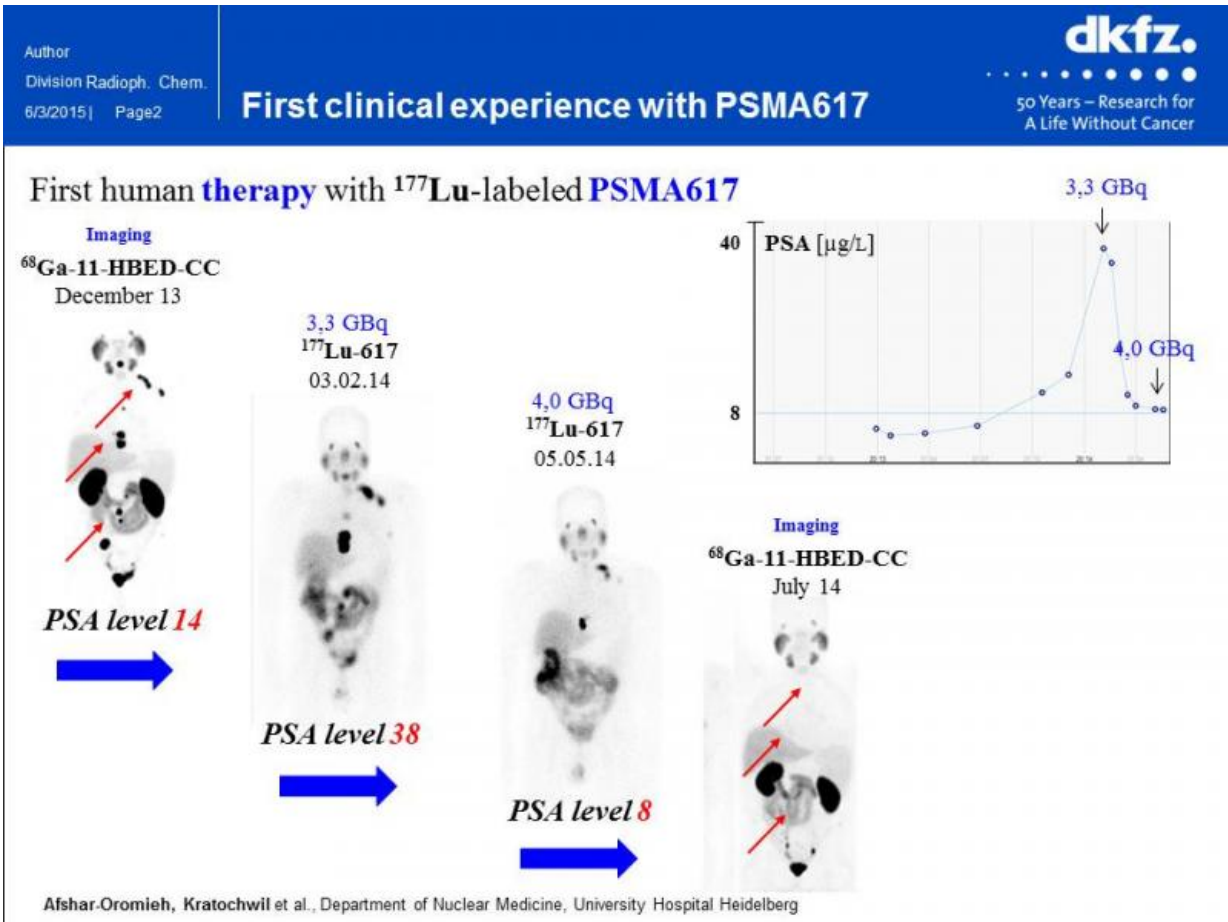 Author
Division Radioph. Chem.
6/3/2015| Page2
First clinical experience with PSMA617
dkfz.
50 Years – Research for
A Life Without Cancer
First human therapy with ¹⁷⁷Lu-labeled PSMA617
Imaging
⁶⁸Ga-11-HBED-CC
December 13
PSA level 14
3,3 GBq
¹⁷⁷Lu-617
03.02.14
PSA level 38
4,0 GBq
¹⁷⁷Lu-617
05.05.14
PSA level 8
Imaging
⁶⁸Ga-11-HBED-CC
July 14
3,3 GBq
40
PSA [µg/L]
4,0 GBq
8
Afshar-Oromieh, Kratochwil et al., Department of Nuclear Medicine, University Hospital Heidelberg